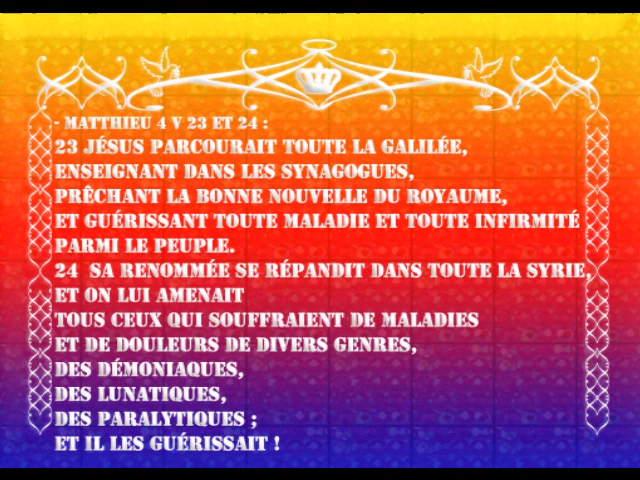 - MATTHIEU 4 V 23 ET 24 :
23 JÉSUS PARCOURAIT TOUTE LA GALILÉE,
ENSEIGNANT DANS LES SYNAGOGUES,
PRÊCHANT LA BONNE NOUVELLE DU ROYAUME,
ET GUÉRISSANT TOUTE MALADIE ET TOUTE INFIRMITÉ
PARMI LE PEUPLE.
24  SA RENOMMÉE SE RÉPANDIT DANS TOUTE LA SYRIE,
ET ON LUI AMENAIT
TOUS CEUX QUI SOUFFRAIENT DE MALADIES
ET DE DOULEURS DE DIVERS GENRES,
DES DÉMONIAQUES,
DES LUNATIQUES,
DES PARALYTIQUES ;
ET IL LES GUÉRISSAIT !